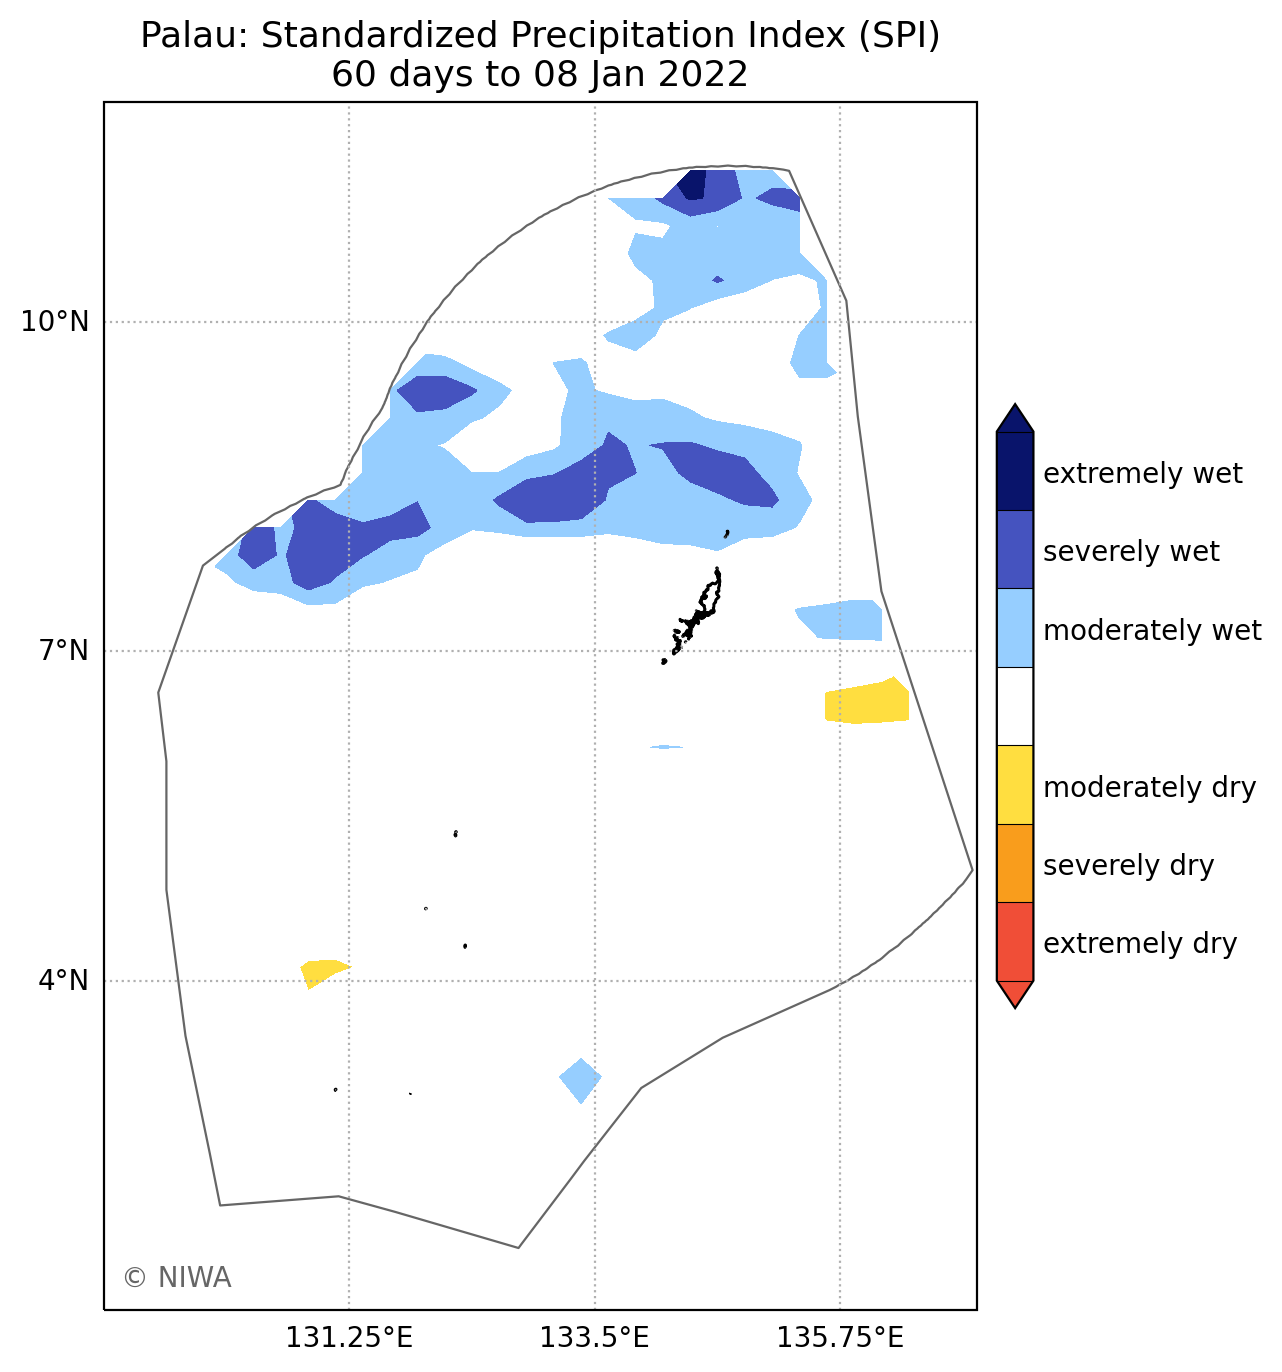 Palau: Standardized Precipitation Index (SPI)
60 days to 08 Jan 2022
10°N
7°N
4°N
131.25°E
133.5°E
135.75°E
extremely wet
severely wet
moderately wet
moderately dry
severely dry
extremely dry
© NIWA